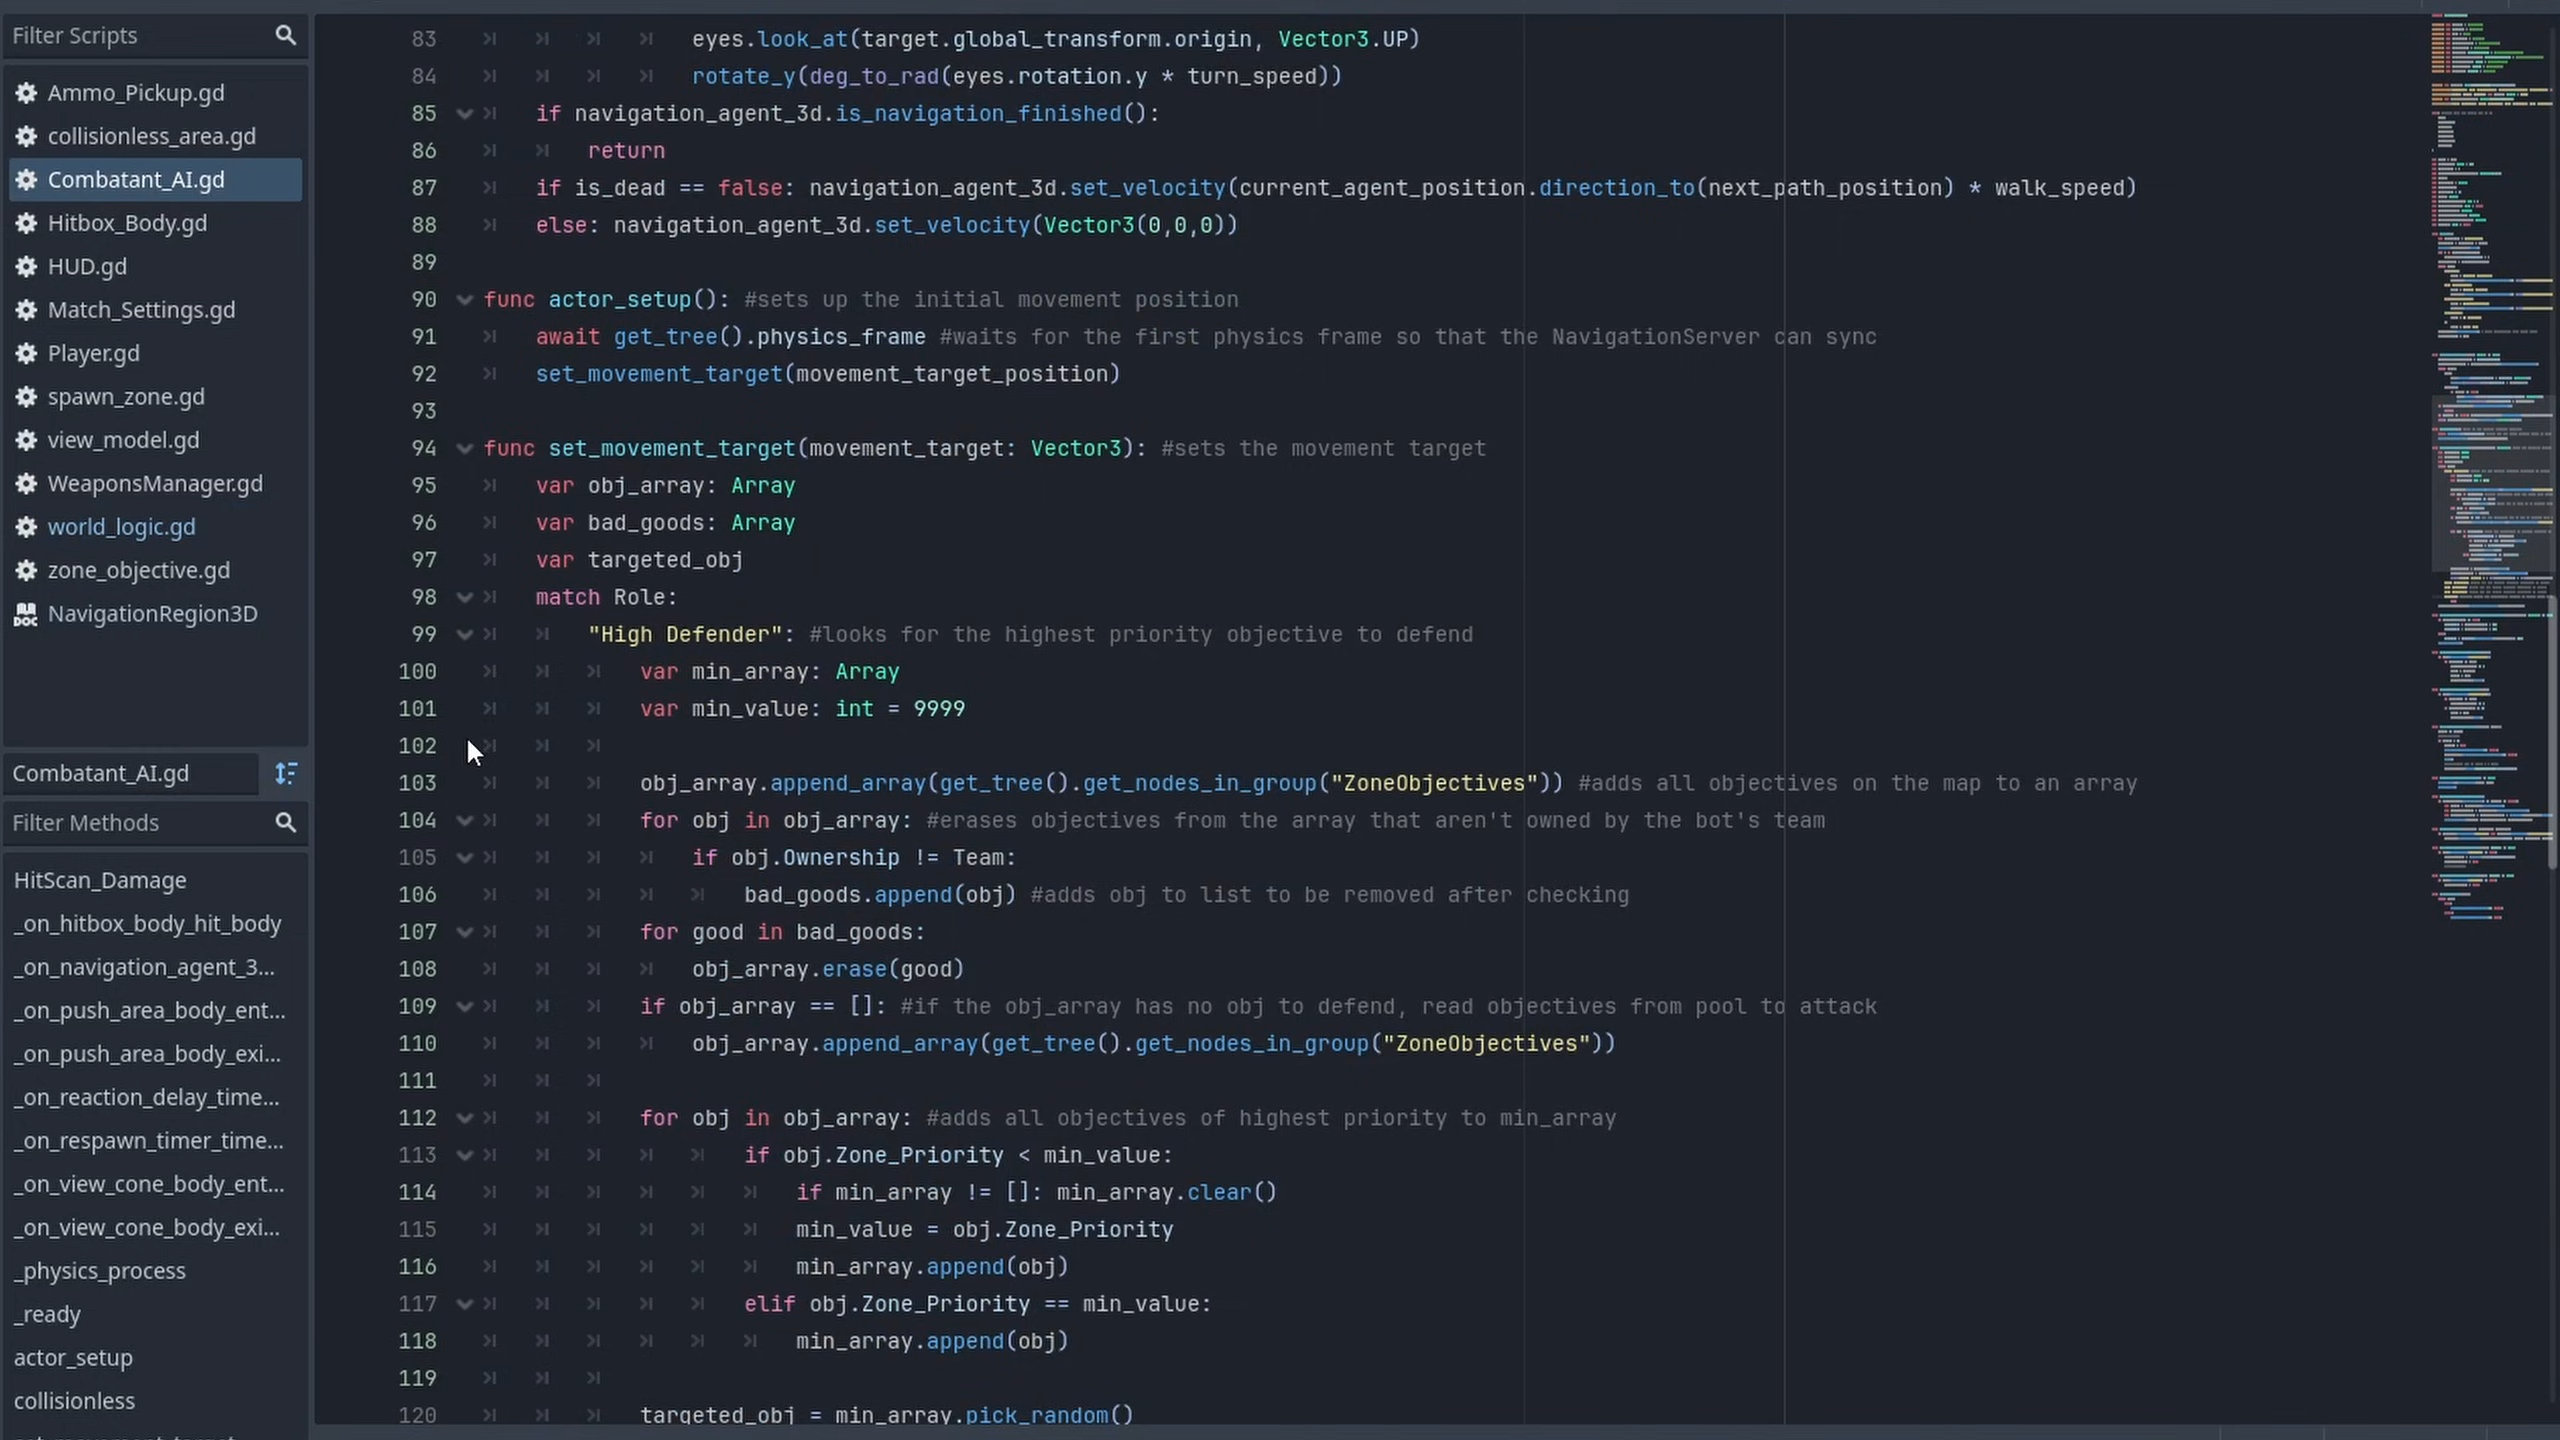 Filter Scripts
Ammo_Pickup.gd
collisionless_area.gd
Combatant_AI.gd
Hitbox_Body.gd
HUD.gd
Match_Settings.gd
Player.gd
spawn_zone.gd
view_model.gd
WeaponsManager.gd
world_logic.gd
zone_objective.gd
DOC NavigationRegion3D
Combatant_AI.gd
Filter Methods
HitScan_Damage
_on_hitbox_body_hit_body
_on_navigation_agent_3...
_on_push_area_body_ent...
_on_push_area_body_exi...
_on_reaction_delay_time...
_on_respawn_timer_time...
_on_view_cone_body_ent...
_on_view_cone_body_exi...
_physics_process
_ready
actor_setup
collisionless
83 eyes.look_at(target.global_transform.origin, Vector3.UP)
84 rotate_y(deg_to_rad(eyes.rotation.y * turn_speed))
85 if navigation_agent_3d.is_navigation_finished():
86 return
87 if is_dead == false: navigation_agent_3d.set_velocity(current_agent_position.direction_to(next_path_position) * walk_speed)
88 else: navigation_agent_3d.set_velocity(Vector3(0,0,0))
89
90 func actor_setup(): #sets up the initial movement position
91 await get_tree().physics_frame #waits for the first physics frame so that the NavigationServer can sync
92 set_movement_target(movement_target_position)
93
94 func set_movement_target(movement_target: Vector3): #sets the movement target
95 var obj_array: Array
96 var bad_goods: Array
97 var targeted_obj
98 match Role:
99 "High Defender": #looks for the highest priority objective to defend
100 var min_array: Array
101 var min_value: int = 9999
102
103 obj_array.append_array(get_tree().get_nodes_in_group("ZoneObjectives")) #adds all objectives on the map to an array
104 for obj in obj_array: #erases objectives from the array that aren't owned by the bot's team
105 if obj.Ownership != Team:
106 bad_goods.append(obj) #adds obj to list to be removed after checking
107 for good in bad_goods:
108 obj_array.erase(good)
109 if obj_array == []: #if the obj_array has no obj to defend, read objectives from pool to attack
110 obj_array.append_array(get_tree().get_nodes_in_group("ZoneObjectives"))
111
112 for obj in obj_array: #adds all objectives of highest priority to min_array
113 if obj.Zone_Priority < min_value:
114 if min_array != []: min_array.clear()
115 min_value = obj.Zone_Priority
116 min_array.append(obj)
117 elif obj.Zone_Priority == min_value:
118 min_array.append(obj)
119
120 targeted_obj = min_array.pick_random()